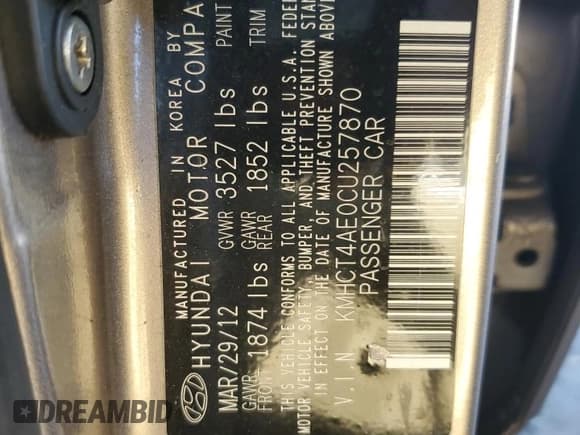 MANUFACTURED IN KOREA BY
HYUNDAI MOTOR COMPA
MAR/29/12 GVWR 3527 lbs PAINT
GAWR FRONT 1874 lbs GAWR REAR 1852 lbs TRIM
THIS VEHICLE CONFORMS TO ALL APPLICABLE U.S.A. FEDER
MOTOR VEHICLE SAFETY, BUMPER, AND THEFT PREVENTION STAN
IN EFFECT ON THE DATE OF MANUFACTURE SHOWN ABOVE
V.I.N KMHCT4AE0CU257870
PASSENGER CAR
DREAMBID